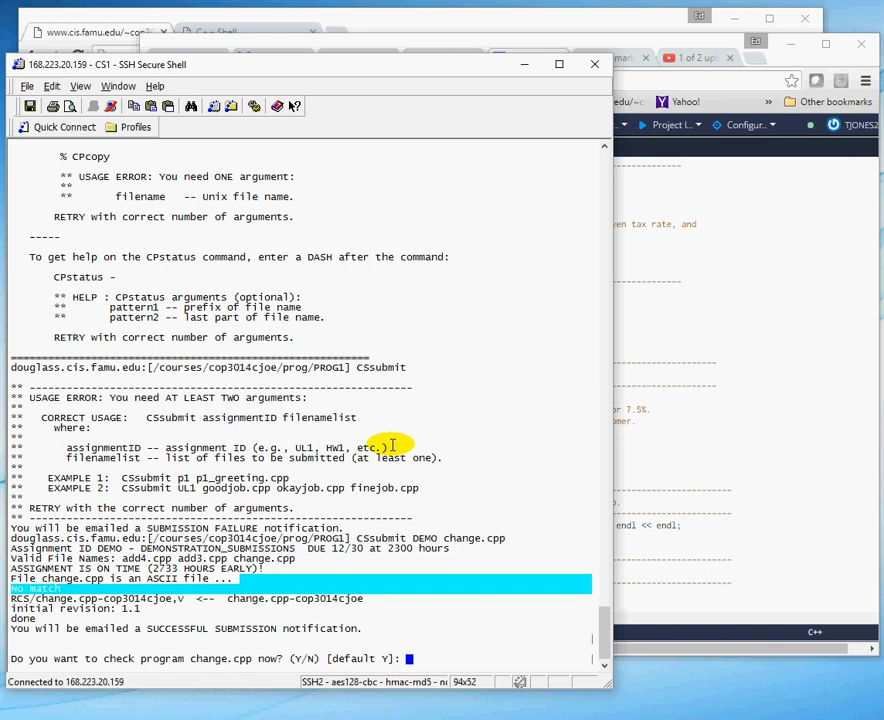 Ed
www.cis.famu.edu/~cop3
C++ Shell
Ed
mark
1 of 2 up
168.223.20.159 - CS1 - SSH Secure Shell
File Edit View Window Help
edu/~c
Yahoo!
»
Other bookmarks
Quick Connect
Profiles
Project I...
Configur...
TJONES2
% CPcopy
** USAGE ERROR: You need ONE argument:
**
** filename -- Unix file name.
RETRY with correct number of arguments.
-----
To get help on the CPstatus command, enter a DASH after the command:
CPstatus -
** HELP : CPstatus arguments (optional):
** pattern1 -- prefix of file name
** pattern2 -- last part of file name.
RETRY with correct number of arguments.
======================================================
douglass.cis.famu.edu:[/courses/cop3014cjoe/prog/PROG1] CSsubmit
** -------------------------------------------------------
** USAGE ERROR: You need AT LEAST TWO arguments:
**
** CORRECT USAGE: CSsubmit assignmentID filenamelist
** where:
**
** assignmentID -- assignment ID (e.g., UL1, HW1, etc.)
** filenamelist -- list of files to be submitted (at least one).
**
** EXAMPLE 1: CSsubmit p1 p1_greeting.cpp
** EXAMPLE 2: CSsubmit UL1 goodjob.cpp okayjob.cpp finejob.cpp
**
** RETRY with the correct number of arguments.
** -------------------------------------------------------
You will be emailed a SUBMISSION FAILURE notification.
douglass.cis.famu.edu:[/courses/cop3014cjoe/prog/PROG1] CSsubmit DEMO change.cpp
Assignment ID DEMO - DEMONSTRATION_SUBMISSIONS DUE 12/30 at 2300 hours
Valid File Names: add4.cpp add3.cpp change.cpp
ASSIGNMENT IS ON TIME (2733 HOURS EARLY)!
File change.cpp is an ASCII file ...
No match
RCS/change.cpp-cop3014cjoe,v <-- change.cpp-cop3014cjoe
initial revision: 1.1
done
You will be emailed a SUCCESSFUL SUBMISSION notification.
Do you want to check program change.cpp now? (Y/N) [default Y]:
ven tax rate, and
or 7.5%.
omer.
o.
endl << endl;
C++
Connected to 168.223.20.159
SSH2 - aes128-cbc - hmac-md5 - n
94x52